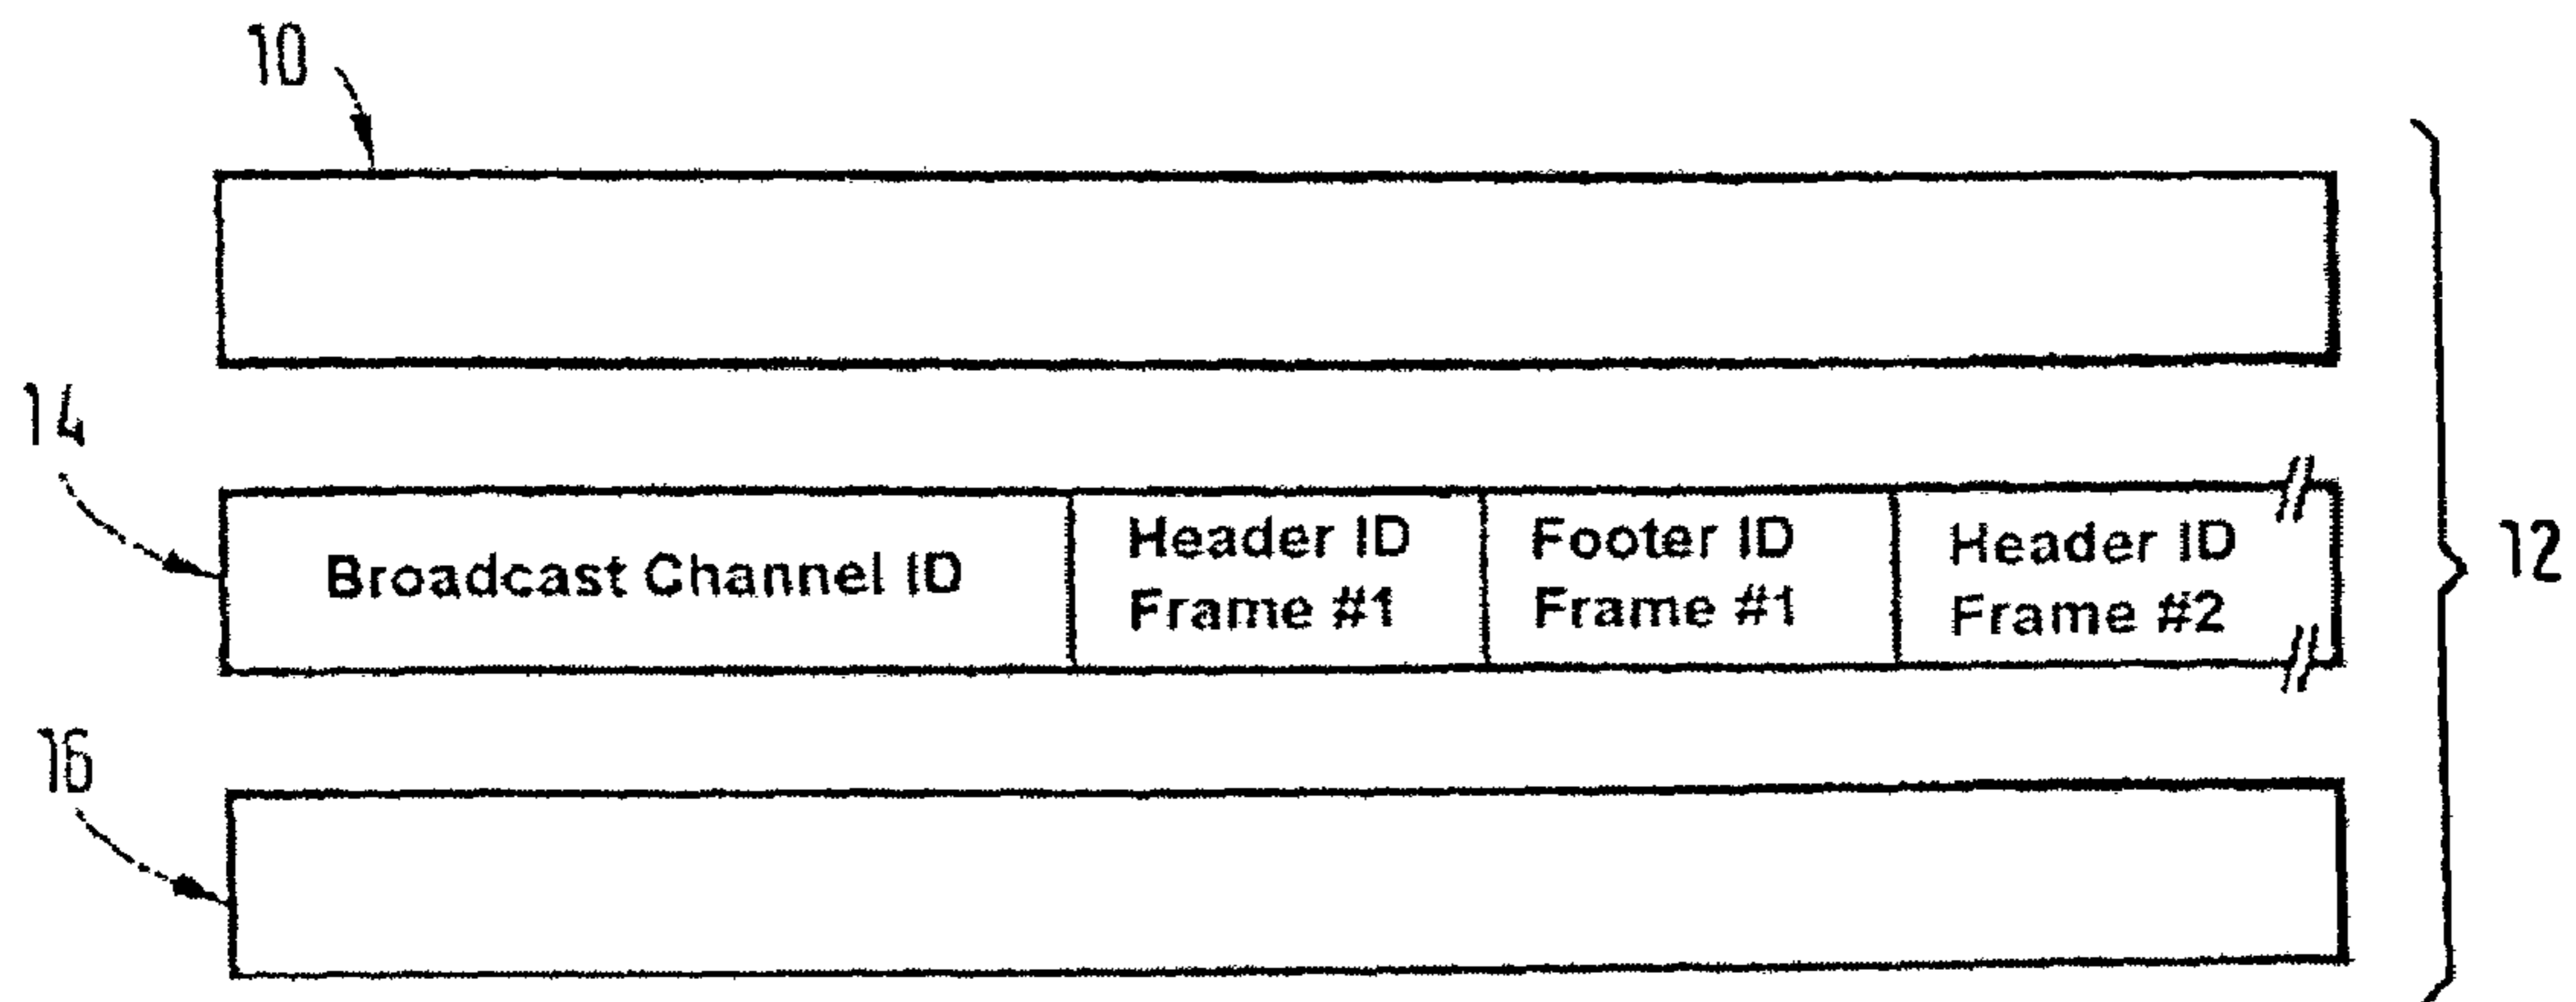 10
14
Broadcast Channel ID
Header ID
Frame #1
Footer ID
Frame #1
Header ID
Frame #2
12
16